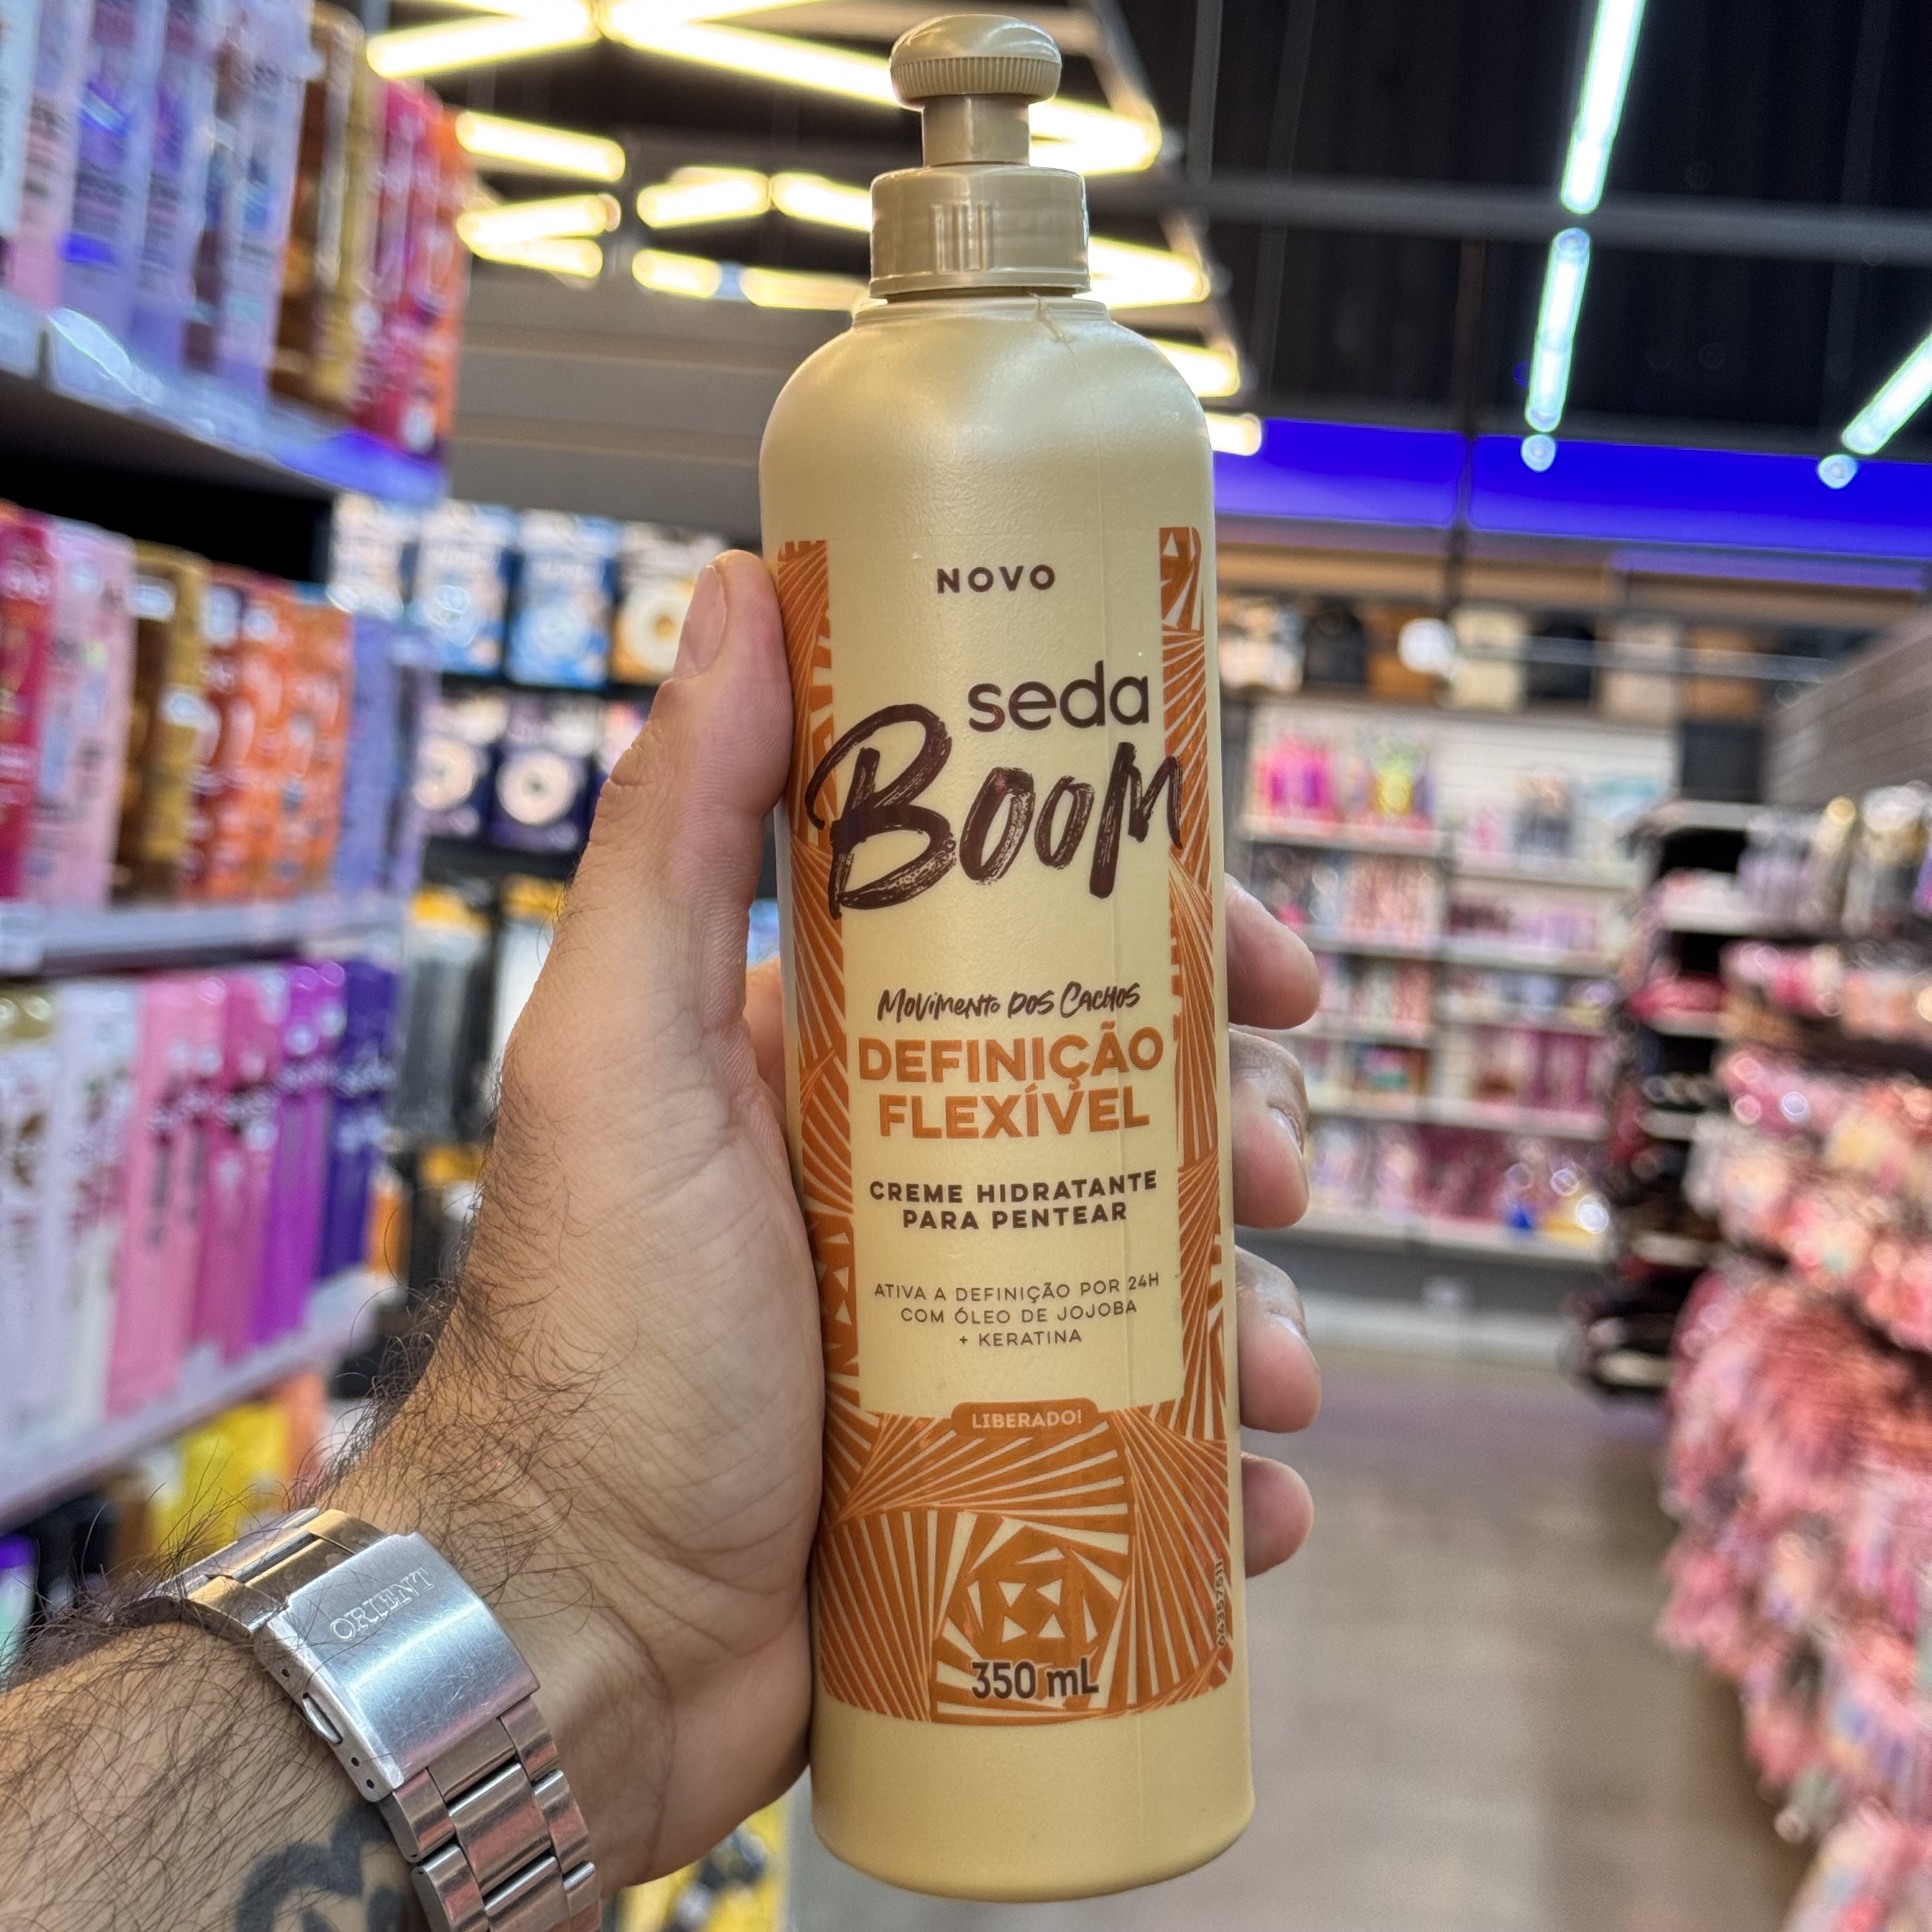 NOVO
seda
BOOM
MOVIMENTO DOS CACHOS
DEFINIÇÃO
FLEXÍVEL
CREME HIDRATANTE
PARA PENTEAR
ATIVA A DEFINIÇÃO POR 24H
COM ÓLEO DE JOJOBA
+ KERATINA
LIBERADO!
350 mL
ORIENT